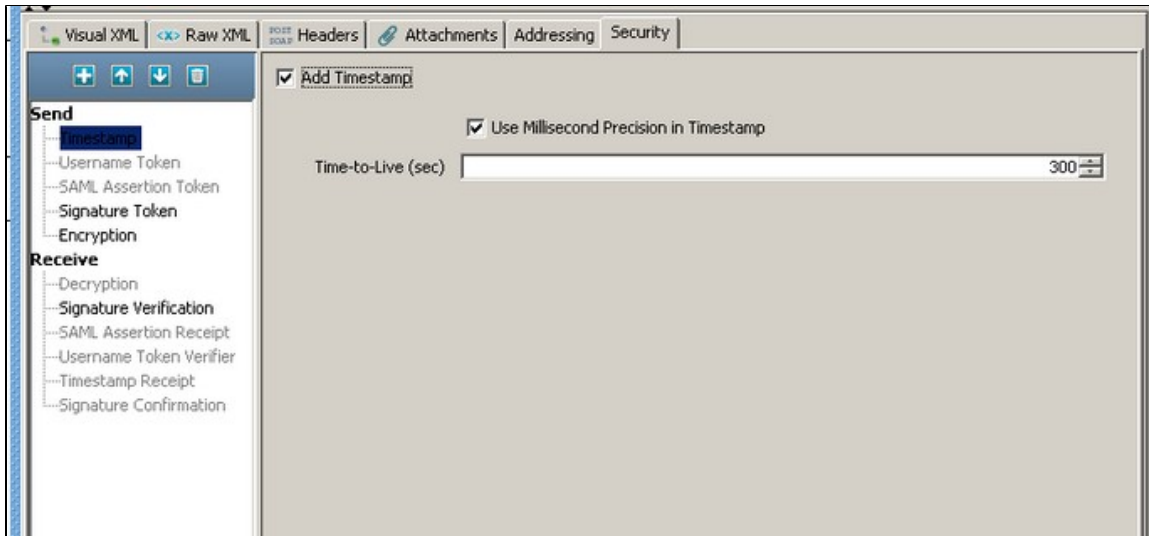 Visual XML <x> Raw XML POST SOAP Headers Attachments Addressing Security
Add Timestamp
Send
Timestamp
Use Millisecond Precision in Timestamp
Username Token
Time-to-Live (sec) 300
SAML Assertion Token
Signature Token
Encryption
Receive
Decryption
Signature Verification
SAML Assertion Receipt
Username Token Verifier
Timestamp Receipt
Signature Confirmation